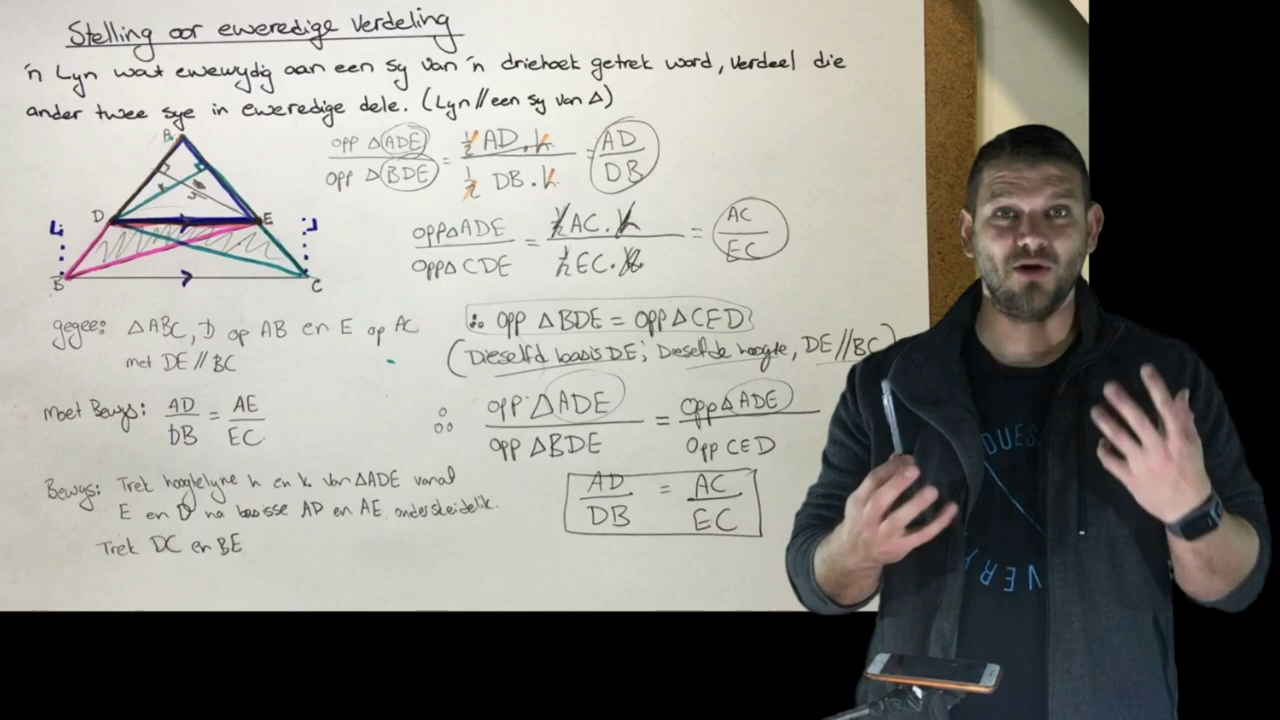 Stelling oor eweredige verdeling
'n Lyn wat ewewydig aan een sy van 'n driehoek getrek word, verdeel die
ander twee sye in eweredige dele. (Lyn // een sy van Δ)
A
D E
B C
opp ΔADE / opp ΔBDE = ½ AD . h / ½ DB . h = AD / DB
opp ΔADE / opp Δ CDE = ½ AC . k / ½ EC . k = AC / EC
gegee: ΔABC, D op AB en E op AC
met DE // BC
∴ opp ΔBDE = opp ΔCED
(Dieselfd basis DE; Dieselfde hoogte, DE // BC)
Moet Bewys: AD / DB = AE / EC
∴ opp ΔADE / opp ΔBDE = opp ΔADE / opp CED
AD / DB = AC / EC
Bewys: Trek hoogtelyne h en k van ΔADE vanaf
E en D na basisse AD en AE onderskeidelik.
Trek DC en BE
QUES
VERY